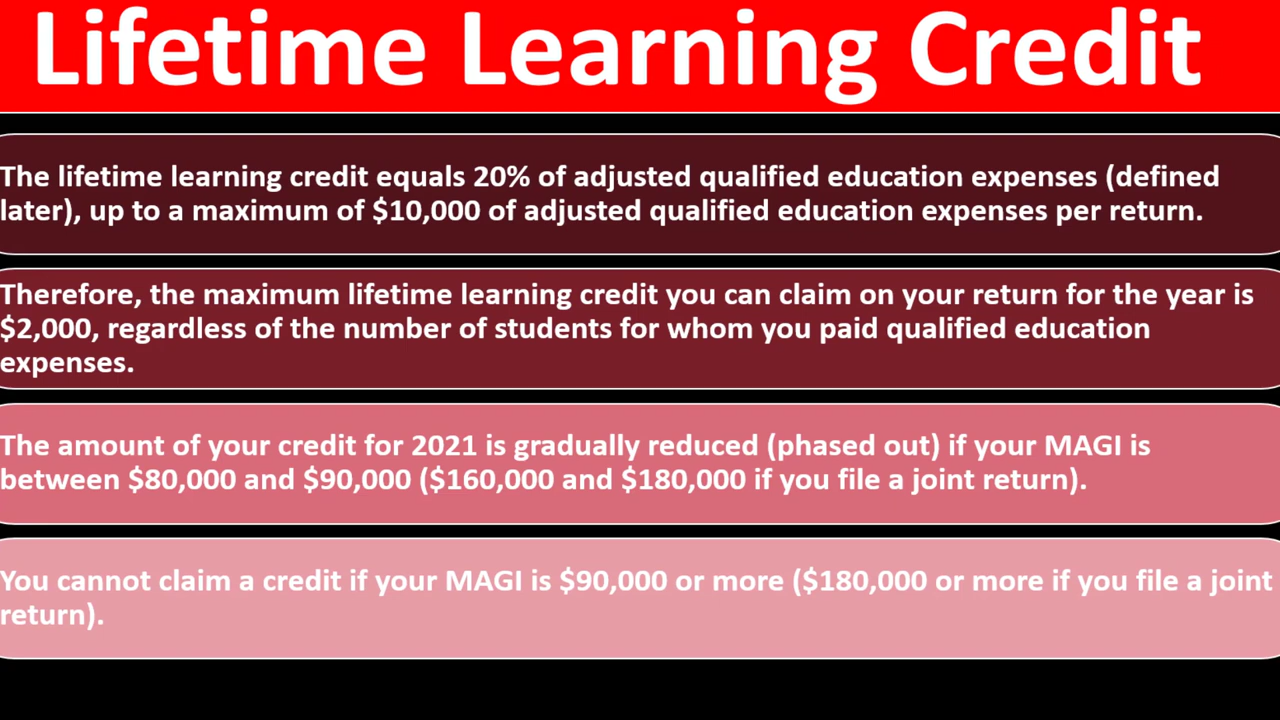 Lifetime Learning Credit
The lifetime learning credit equals 20% of adjusted qualified education expenses (defined
later), up to a maximum of $10,000 of adjusted qualified education expenses per return.
Therefore, the maximum lifetime learning credit you can claim on your return for the year is
$2,000, regardless of the number of students for whom you paid qualified education
expenses.
The amount of your credit for 2021 is gradually reduced (phased out) if your MAGI is
between $80,000 and $90,000 ($160,000 and $180,000 if you file a joint return).
You cannot claim a credit if your MAGI is $90,000 or more ($180,000 or more if you file a joint
return).